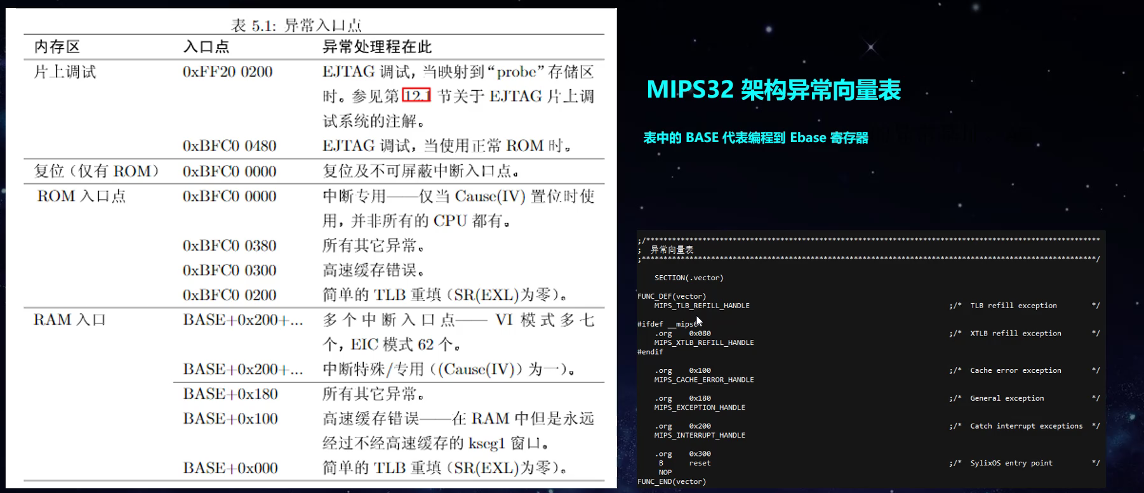 表 5.1: 异常入口点
内存区 入口点 异常处理程在此
片上调试 0xFF20 0200 EJTAG 调试，当映射到“probe”存储区
时。参见第 12.1 节关于 EJTAG 片上调
试系统的注解。
0xBFC0 0480 EJTAG 调试，当使用正常 ROM 时。
复位（仅有 ROM） 0xBFC0 0000 复位及不可屏蔽中断入口点。
ROM 入口点 0xBFC0 0000 中断专用——仅当 Cause(IV) 置位时使
用，并非所有的 CPU 都有。
0xBFC0 0380 所有其它异常。
0xBFC0 0300 高速缓存错误。
0xBFC0 0200 简单的 TLB 重填（SR(EXL)为零）。
RAM 入口 BASE+0x200+... 多个中断入口点—— VI 模式多七
个，EIC 模式 62 个。
BASE+0x200+... 中断特殊/专用（(Cause(IV)）为一）。
BASE+0x180 所有其它异常。
BASE+0x100 高速缓存错误——在 RAM 中但是永远
经过不经高速缓存的 kseg1 窗口。
BASE+0x000 简单的 TLB 重填（SR(EXL)为零）。
MIPS32 架构异常向量表
表中的 BASE 代表编程到 Ebase 寄存器
;/*********************************************************************************************************
; 异常向量表
;*********************************************************************************************************/
SECTION(.vector)
FUNC_DEF(vector)
MIPS_TLB_REFILL_HANDLE ;/* TLB refill exception */
#ifdef __mips64
.org 0x080 ;/* XTLB refill exception */
MIPS_XTLB_REFILL_HANDLE
#endif
.org 0x100 ;/* Cache error exception */
MIPS_CACHE_ERROR_HANDLE
.org 0x180 ;/* General exception */
MIPS_EXCEPTION_HANDLE
.org 0x200 ;/* Catch interrupt exceptions */
MIPS_INTERRUPT_HANDLE
.org 0x300
B reset ;/* SylixOS entry point */
NOP
FUNC_END(vector)